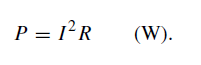 P = I²R (W).